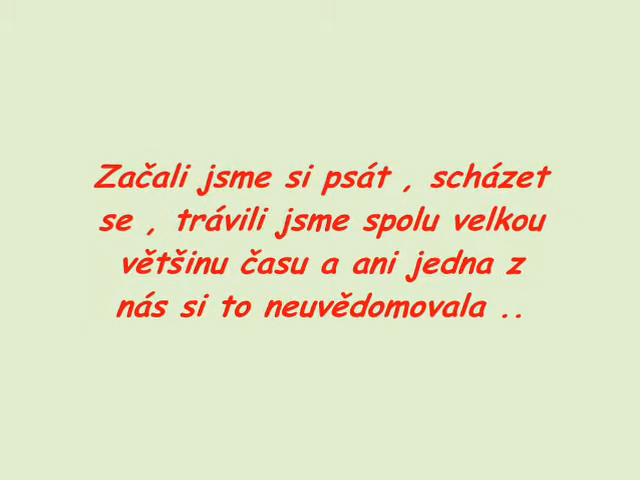 Začali jsme si psát , scházet
se , trávili jsme spolu velkou
většinu času a ani jedna z
nás si to neuvědomovala ..